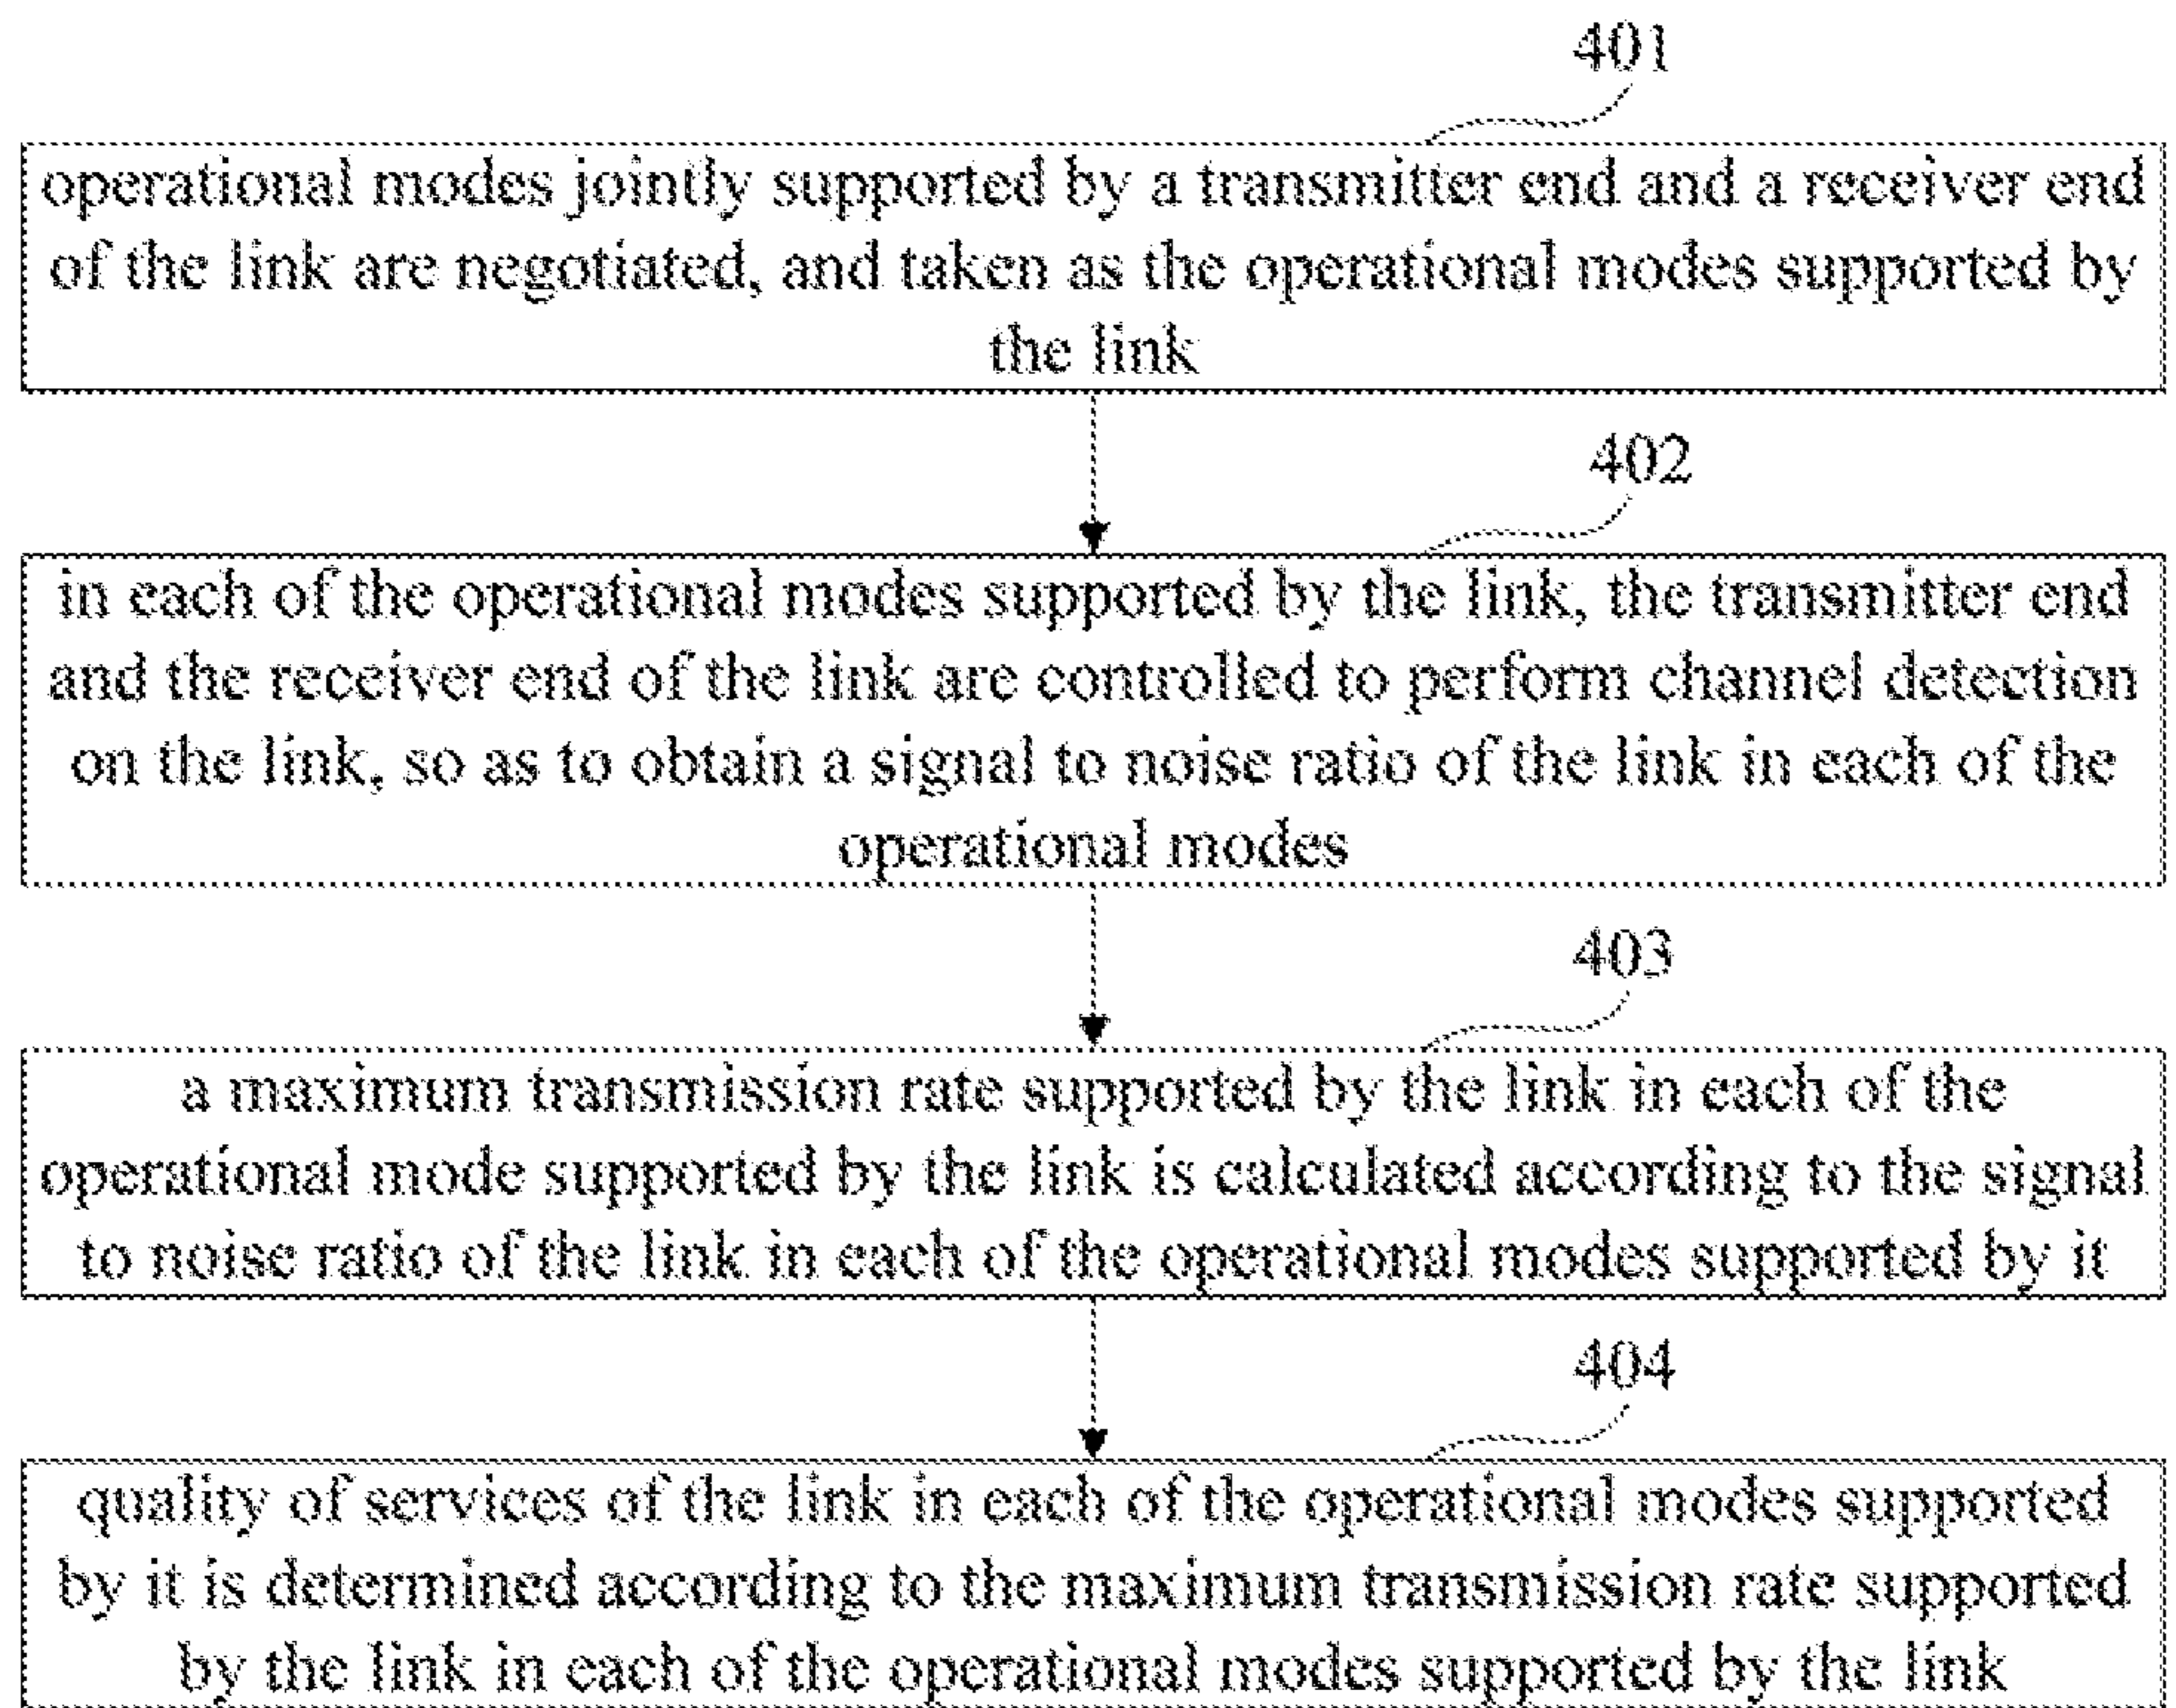 401
operational modes jointly supported by a transmitter end and a receiver end
of the link are negotiated, and taken as the operational modes supported by
the link
402
in each of the operational modes supported by the link, the transmitter end
and the receiver end of the link are controlled to perform channel detection
on the link, so as to obtain a signal to noise ratio of the link in each of the
operational modes
403
a maximum transmission rate supported by the link in each of the
operational mode supported by the link is calculated according to the signal
to noise ratio of the link in each of the operational modes supported by it
404
quality of services of the link in each of the operational modes supported
by it is determined according to the maximum transmission rate supported
by the link in each of the operational modes supported by the link